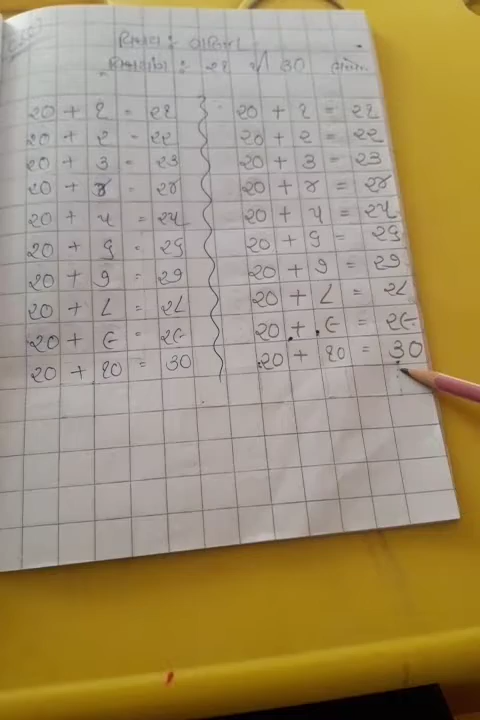 વિષય : ગણિત
૨૧ થી ૩૦
૨૦ + ૧ = ૨૧
૨૦ + ૨ = ૨૨
૨૦ + ૩ = ૨૩
૨૦ + ૪ = ૨૪
૨૦ + ૫ = ૨૫
૨૦ + ૬ = ૨૬
૨૦ + ૭ = ૨૭
૨૦ + ૮ = ૨૮
૨૦ + ૯ = ૨૯
૨૦ + ૧૦ = ૩૦
૨૦ + ૧ = ૨૧
૨૦ + ૨ = ૨૨
૨૦ + ૩ = ૨૩
૨૦ + ૪ = ૨૪
૨૦ + ૫ = ૨૫
૨૦ + ૬ = ૨૬
૨૦ + ૭ = ૨૭
૨૦ + ૮ = ૨૮
૨૦ + ૯ = ૨૯
૨૦ + ૧૦ = ૩૦